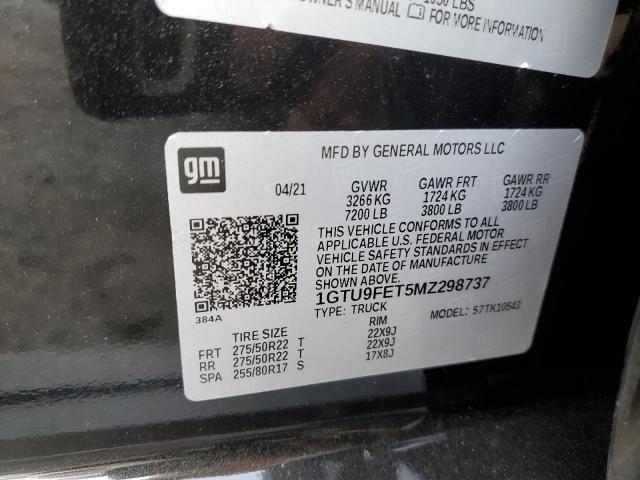 1050 LBS
OWNER'S MANUAL FOR MORE INFORMATION
gm
MFD BY GENERAL MOTORS LLC
04/21 GVWR GAWR FRT GAWR RR
3266 KG 1724 KG 1724 KG
7200 LB 3800 LB 3800 LB
THIS VEHICLE CONFORMS TO ALL
APPLICABLE U.S. FEDERAL MOTOR
VEHICLE SAFETY STANDARDS IN EFFECT
ON THE DATE OF MANUFACTURE
SHOWN ABOVE.
1GTU9FET5MZ298737
384A
TYPE: TRUCK MODEL: 57TK10543
TIRE SIZE RIM
FRT 275/50R22 T 22X9J
RR 275/50R22 T 22X9J
SPA 255/80R17 S 17X8J